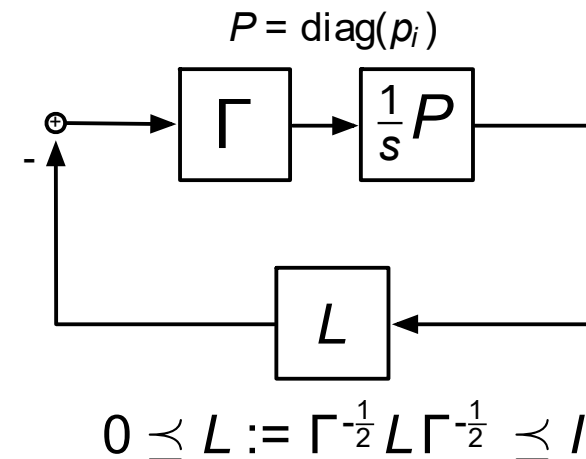 P = diag(pᵢ)
+
Γ
1/s P
-
L
0 ⪯ L := Γ^{-1/2} L Γ^{-1/2} ⪯ I